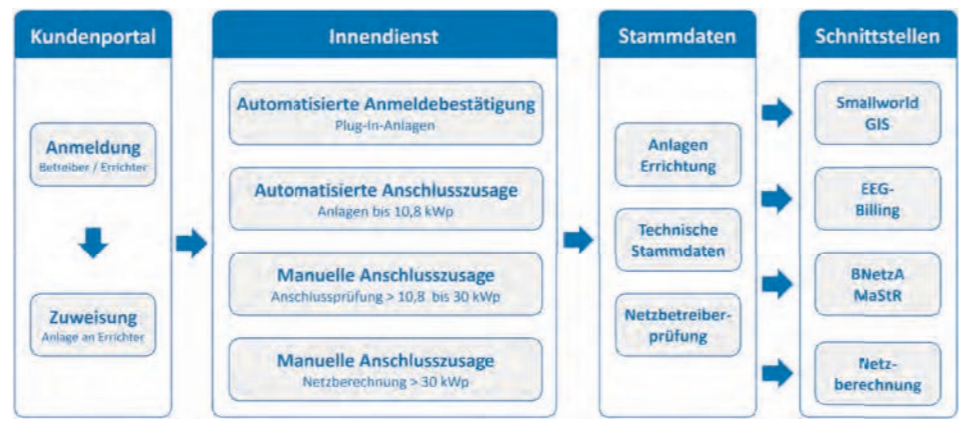 Kundenportal
Anmeldung
Betreiber / Errichter
Zuweisung
Anlage an Errichter
Innendienst
Automatisierte Anmeldebestätigung
Plug-In-Anlagen
Automatisierte Anschlusszusage
Anlagen bis 10,8 kWp
Manuelle Anschlusszusage
Anschlussprüfung > 10,8 bis 30 kWp
Manuelle Anschlusszusage
Netzberechnung > 30 kWp
Stammdaten
Anlagen
Errichtung
Technische
Stammdaten
Netzbetreiber-
prüfung
Schnittstellen
Smallworld
GIS
EEG-
Billing
BNetzA
MaStR
Netz-
berechnung